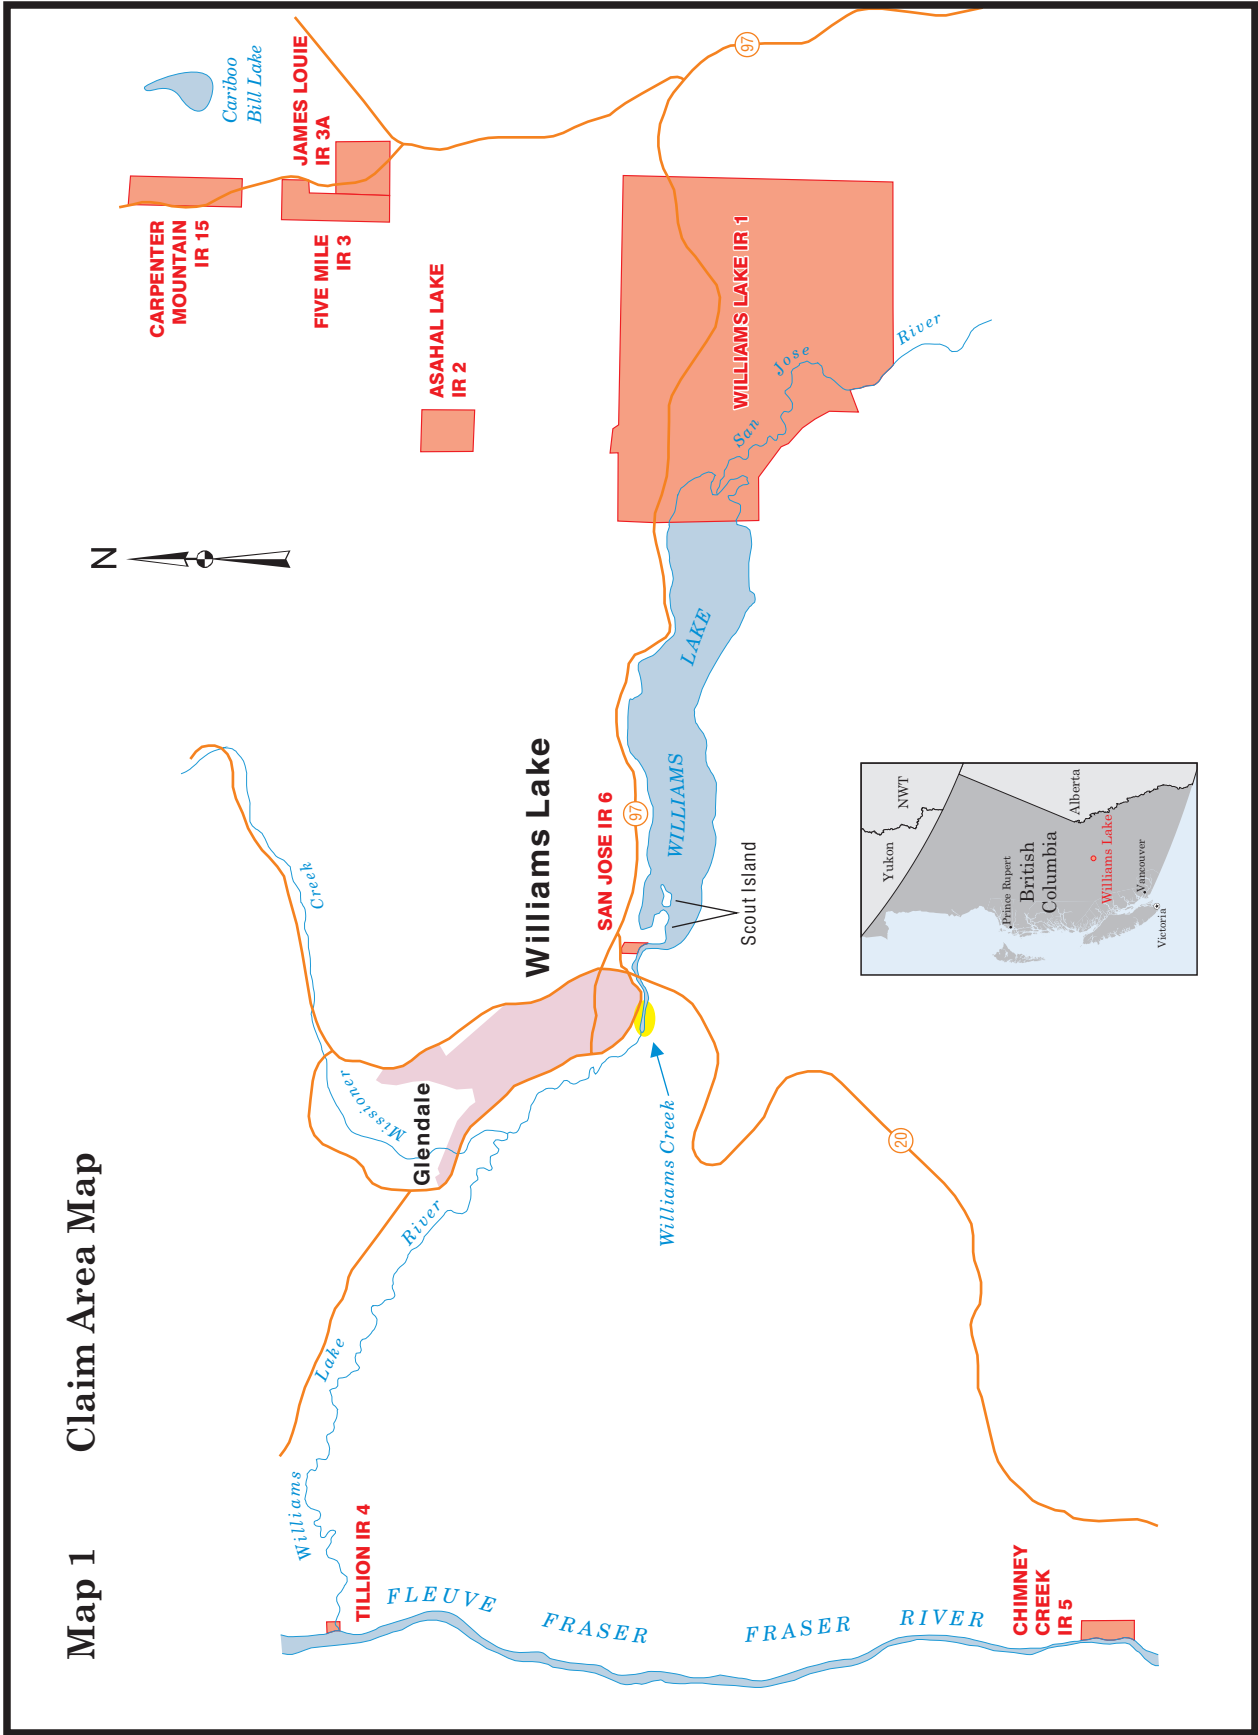 Map 1 Claim Area Map
N
Cariboo
Bill Lake
CARPENTER
MOUNTAIN
IR 15
JAMES LOUIE
IR 3A
FIVE MILE
IR 3
ASAHAL LAKE
IR 2
97
WILLIAMS LAKE IR 1
San Jose River
Williams Lake
SAN JOSE IR 6
97
WILLIAMS LAKE
Scout Island
Missioner Creek
Glendale
Williams Lake River
Williams Creek
20
TILLION IR 4
FLEUVE FRASER
FRASER RIVER
CHIMNEY
CREEK
IR 5
Yukon
NWT
Prince Rupert
British
Columbia
Alberta
Williams Lake
Vancouver
Victoria